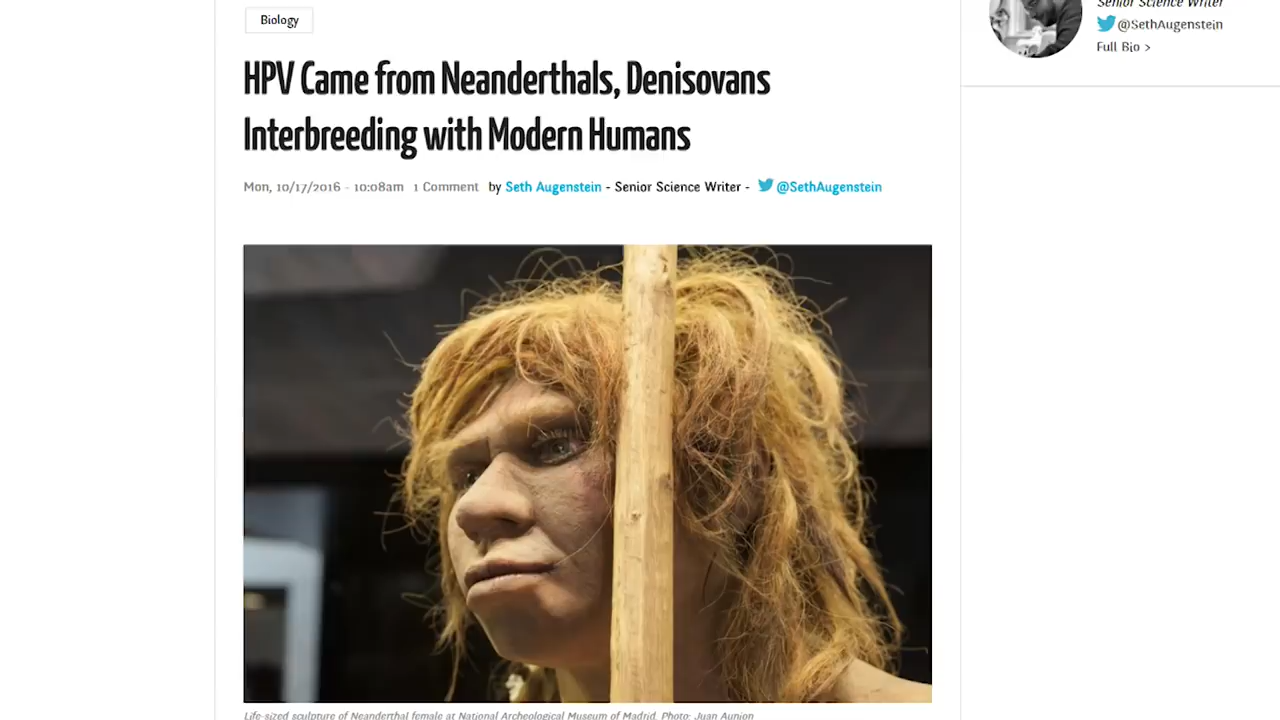 Biology
HPV Came from Neanderthals, Denisovans
Interbreeding with Modern Humans
Mon, 10/17/2016 - 10:08am 1 Comment by Seth Augenstein - Senior Science Writer - @SethAugenstein
Life-sized sculpture of Neanderthal female at National Archeological Museum of Madrid. Photo: Juan Aunion
Senior Science Writer
@SethAugenstein
Full Bio >